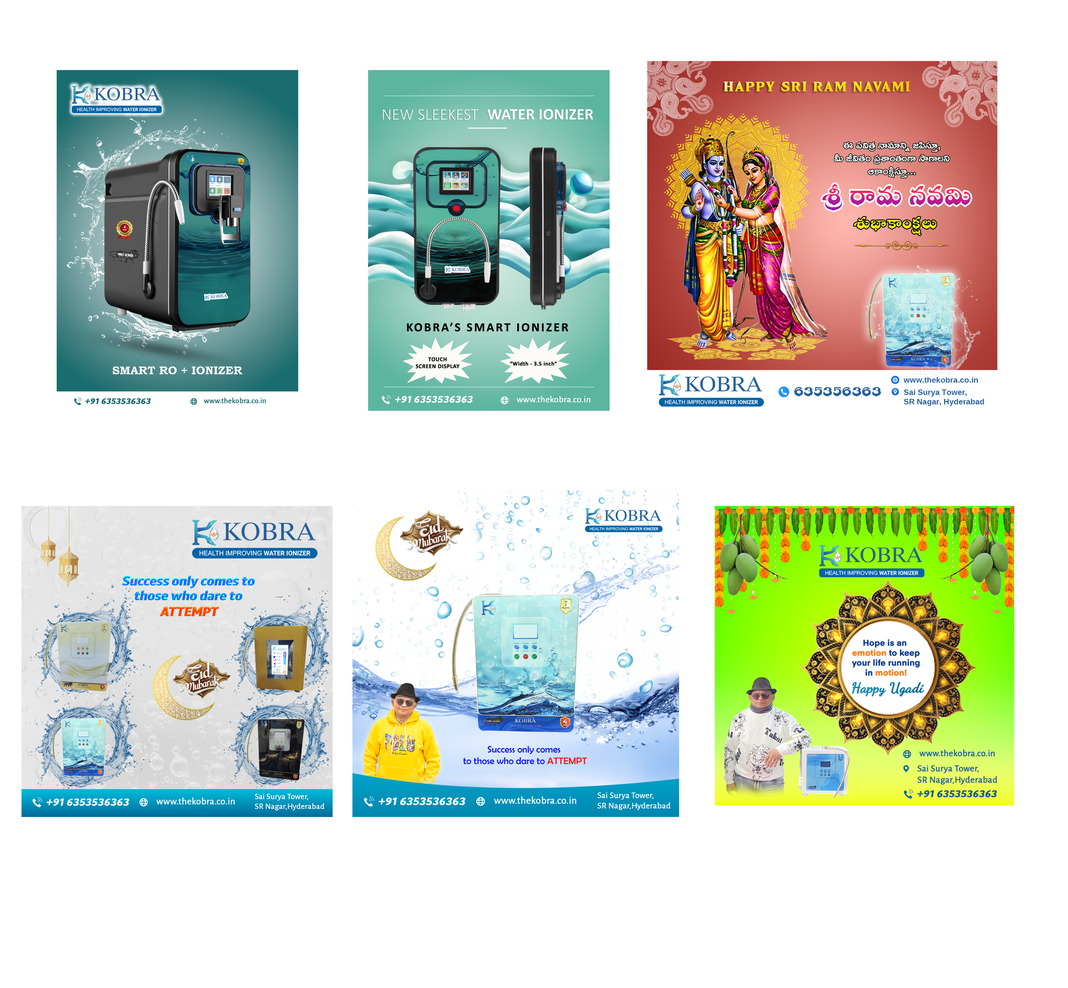 KOBRA
HEALTH IMPROVING WATER IONIZER
KOBRA
SMART RO + IONIZER
+91 6353536363
www.thekobra.co.in
NEW SLEEKEST WATER IONIZER
KOBRA
KOBRA'S SMART IONIZER
TOUCH
SCREEN DISPLAY
"Width - 3.5 inch"
+91 6353536363
www.thekobra.co.in
HAPPY SRI RAM NAVAMI
ఈ పవిత్ర నామాన్ని జపిస్తూ,
మీ జీవితం ప్రశాంతంగా సాగాలని
ఆకాంక్షిస్తూ...
శ్రీ రామ నవమి
శుభాకాంక్షలు
KOBRA
KOBRA
HEALTH IMPROVING WATER IONIZER
635356363
www.thekobra.co.in
Sai Surya Tower,
SR Nagar, Hyderabad
KOBRA
HEALTH IMPROVING WATER IONIZER
Success only comes to
those who dare to
ATTEMPT
Eid
Mubarak
+91 6353536363
www.thekobra.co.in
Sai Surya Tower,
SR Nagar,Hyderabad
Eid
Mubarak
KOBRA
HEALTH IMPROVING WATER IONIZER
KOBRA
Success only comes
to those who dare to ATTEMPT
+91 6353536363
www.thekobra.co.in
Sai Surya Tower,
SR Nagar,Hyderabad
KOBRA
HEALTH IMPROVING WATER IONIZER
Hope is an
emotion to keep
your life running
in motion!
Happy Ugadi
www.thekobra.co.in
Sai Surya Tower,
SR Nagar,Hyderabad
+91 6353536363